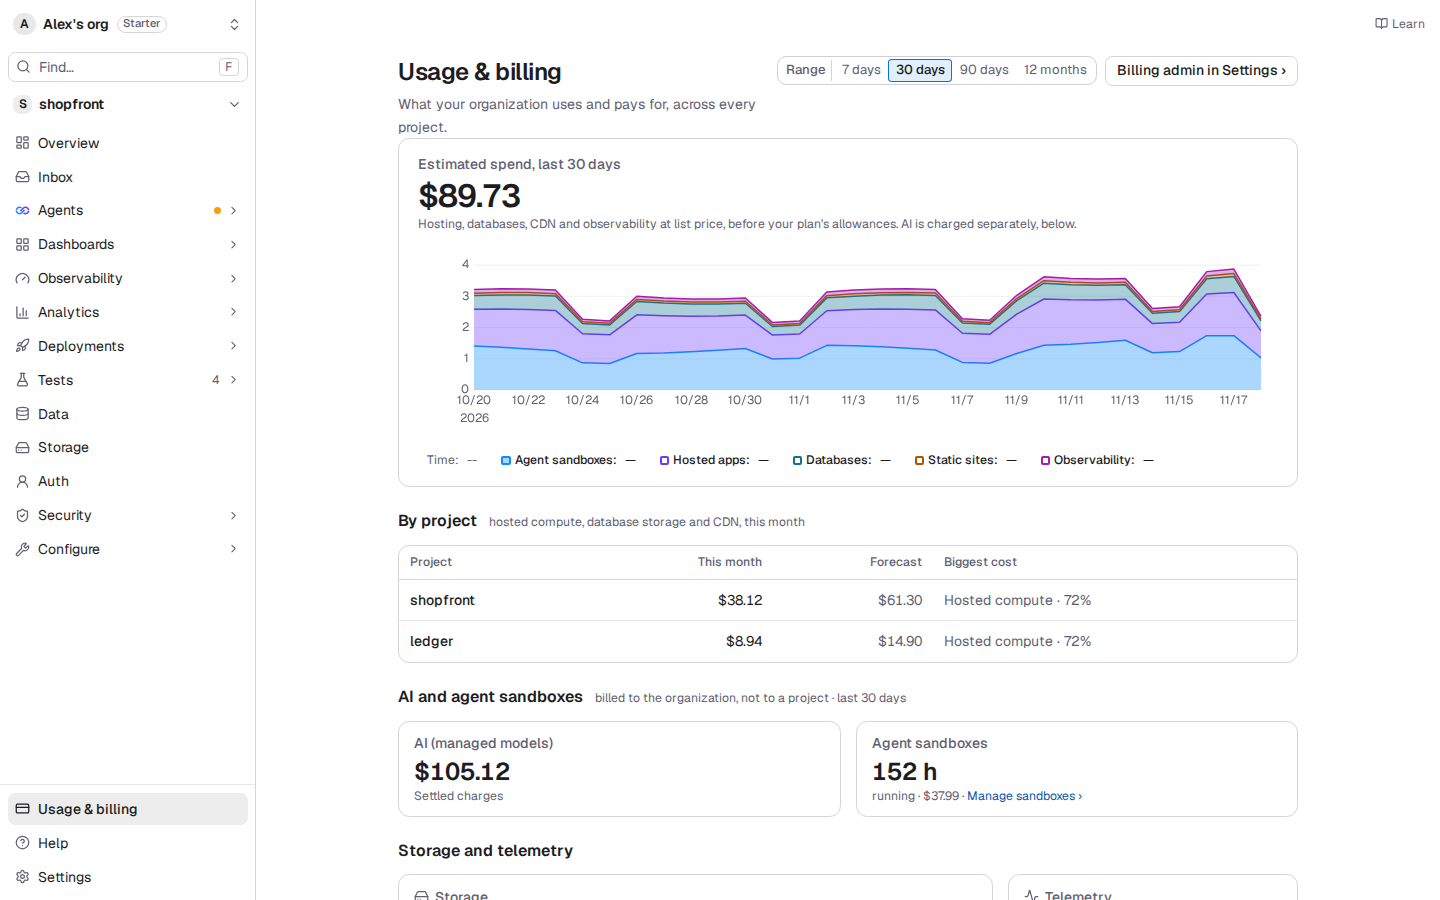 A Alex's org Starter
Learn
Find... F
S shopfront
Overview
Inbox
Agents
Dashboards
Observability
Analytics
Deployments
Tests 4
Data
Storage
Auth
Security
Configure
Usage & billing
Help
Settings
Usage & billing
Range 7 days 30 days 90 days 12 months
Billing admin in Settings ›
What your organization uses and pays for, across every
project.
Estimated spend, last 30 days
$89.73
Hosting, databases, CDN and observability at list price, before your plan's allowances. AI is charged separately, below.
4
3
2
1
0
10/20 10/22 10/24 10/26 10/28 10/30 11/1 11/3 11/5 11/7 11/9 11/11 11/13 11/15 11/17
2026
Time: -- Agent sandboxes: — Hosted apps: — Databases: — Static sites: — Observability: —
By project hosted compute, database storage and CDN, this month
Project This month Forecast Biggest cost
shopfront $38.12 $61.30 Hosted compute · 72%
ledger $8.94 $14.90 Hosted compute · 72%
AI and agent sandboxes billed to the organization, not to a project · last 30 days
AI (managed models)
$105.12
Settled charges
Agent sandboxes
152 h
running · $37.99 · Manage sandboxes ›
Storage and telemetry
Storage
Telemetry